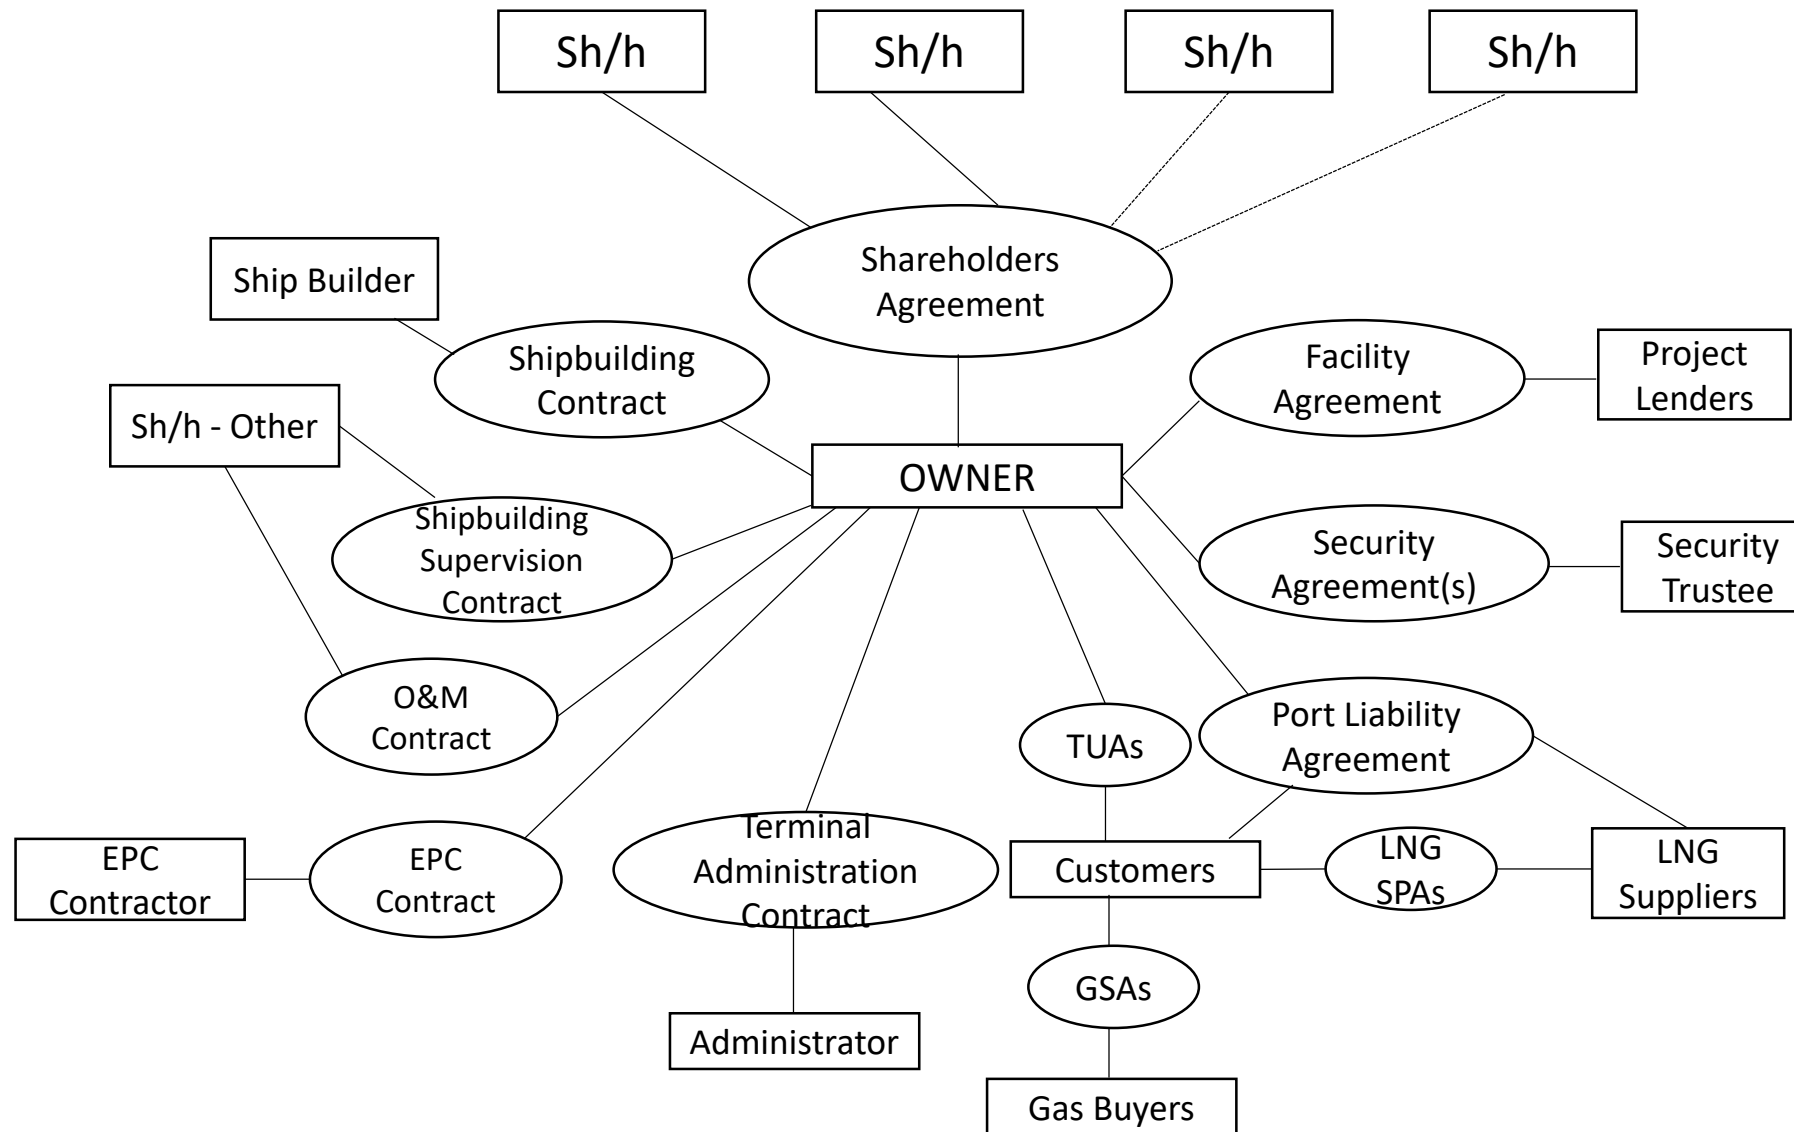 Sh/h
Sh/h
Sh/h
Sh/h
Shareholders
Agreement
Ship Builder
Shipbuilding
Contract
Facility
Agreement
Project
Lenders
Sh/h - Other
OWNER
Shipbuilding
Supervision
Contract
Security
Agreement(s)
Security
Trustee
O&M
Contract
TUAs
Port Liability
Agreement
EPC
Contractor
EPC
Contract
Terminal
Administration
Contract
Customers
LNG
SPAs
LNG
Suppliers
GSAs
Administrator
Gas Buyers